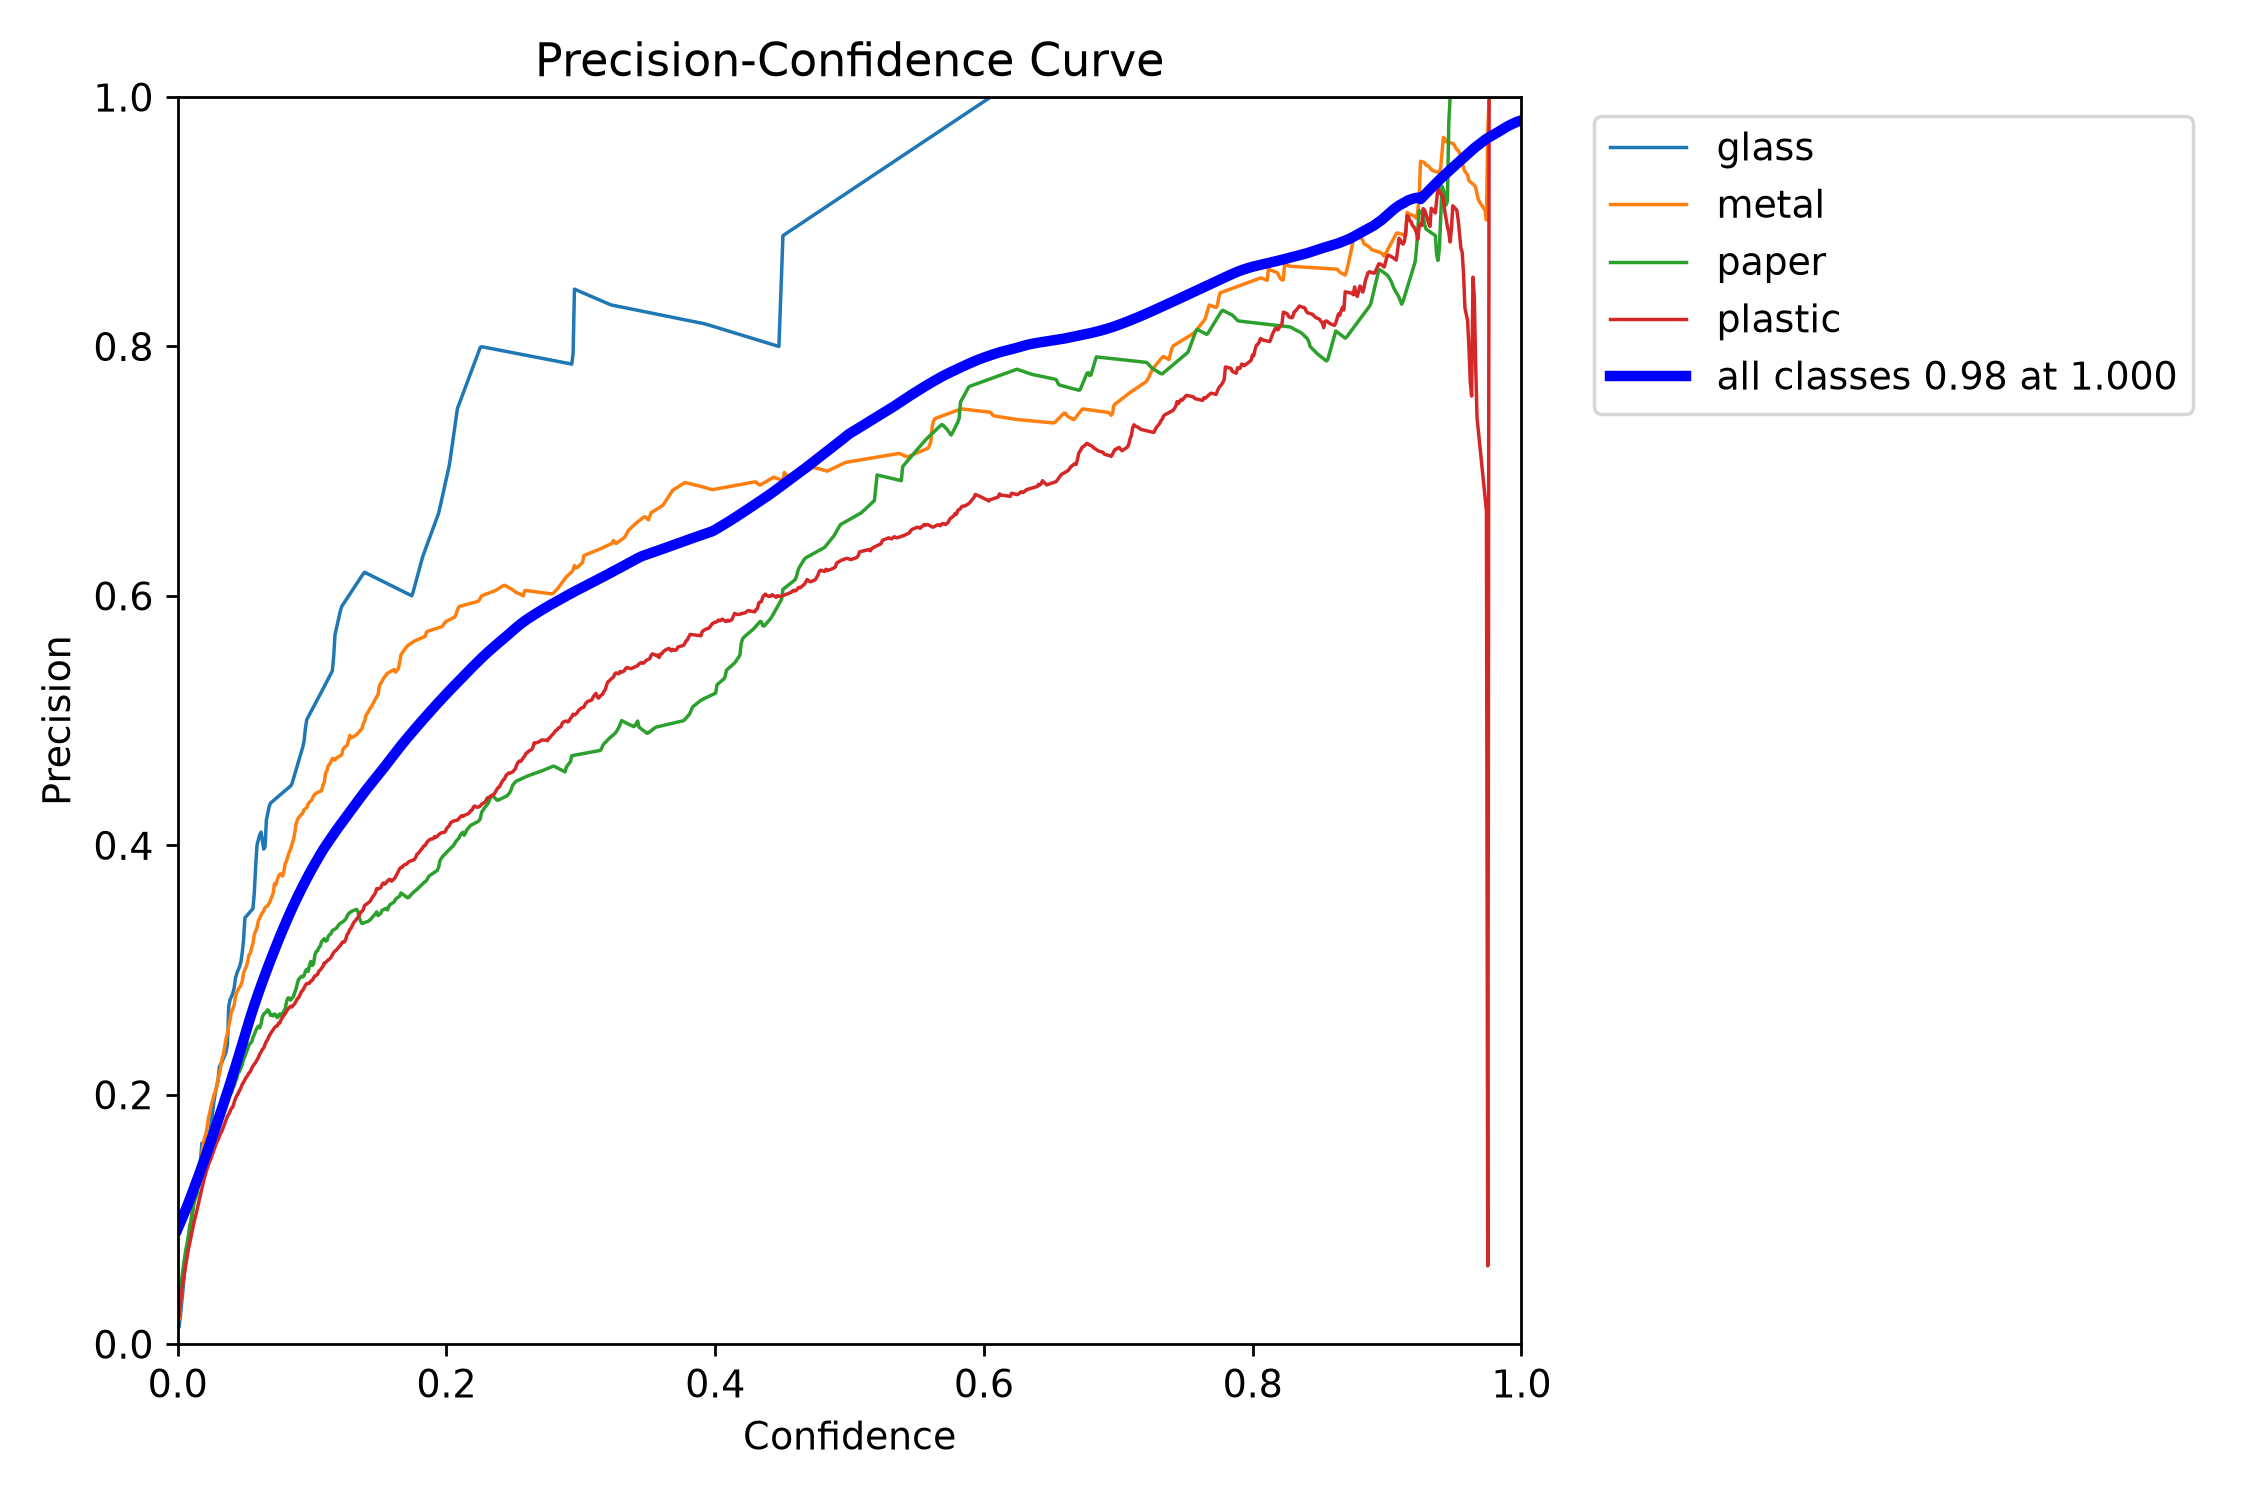 Precision-Confidence Curve
1.0
0.8
0.6
0.4
0.2
0.0
Precision
0.0 0.2 0.4 0.6 0.8 1.0
Confidence
glass
metal
paper
plastic
all classes 0.98 at 1.000